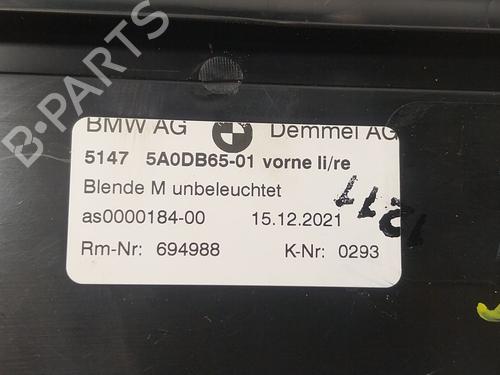 B-PARTS
BMW AG Demmel AG
5147 5A0DB65-01 vorne li/re
Blende M unbeleuchtet
as0000184-00 15.12.2021
Rm-Nr: 694988 K-Nr: 0293